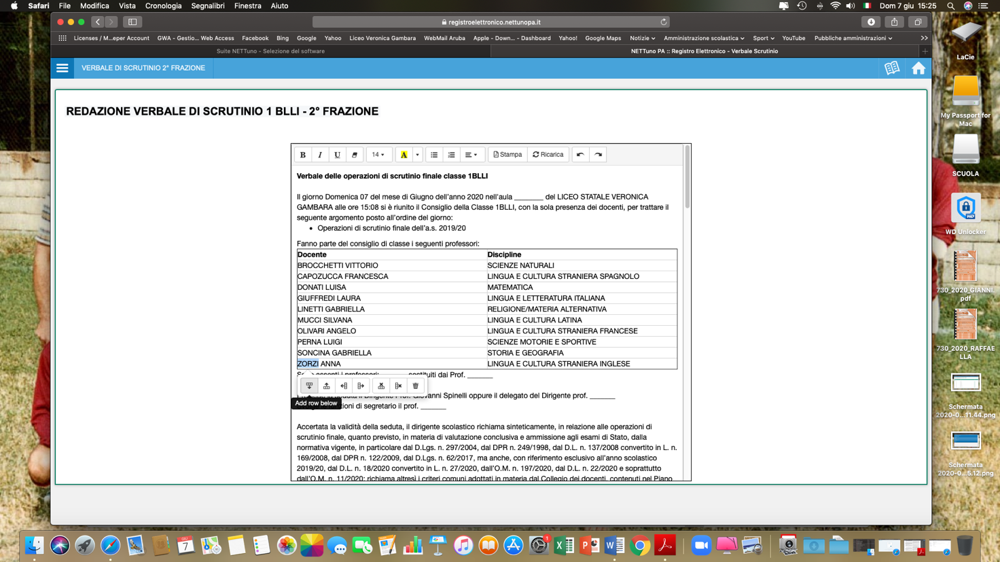 Safari File Modifica Vista Cronologia Segnalibri Finestra Aiuto Dom 7 giu 15:25
registroelettronico.nettunopa.it
Licenses / M...eper Account GWA - Gestio... Web Access Facebook Bing Google Yahoo Liceo Veronica Gambara WebMail Aruba Apple - Down... - Dashboard Yahoo! Google Maps Notizie Amministrazione scolastica Sport YouTube Pubbliche amministrazioni
Suite NETTuno - Selezione del software
NETTuno PA :: Registro Elettronico - Verbale Scrutinio
VERBALE DI SCRUTINIO 2° FRAZIONE
REDAZIONE VERBALE DI SCRUTINIO 1 BLLI - 2° FRAZIONE
B I U 14 A Stampa Ricarica
Verbale delle operazioni di scrutinio finale classe 1BLLI
Il giorno Domenica 07 del mese di Giugno dell'anno 2020 nell'aula _______ del LICEO STATALE VERONICA
GAMBARA alle ore 15:08 si è riunito il Consiglio della Classe 1BLLI, con la sola presenza dei docenti, per trattare il
seguente argomento posto all'ordine del giorno:
• Operazioni di scrutinio finale dell'a.s. 2019/20
Fanno parte del consiglio di classe i seguenti professori:
Docente Discipline
BROCCHETTI VITTORIO SCIENZE NATURALI
CAPOZUCCA FRANCESCA LINGUA E CULTURA STRANIERA SPAGNOLO
DONATI LUISA MATEMATICA
GIUFFREDI LAURA LINGUA E LETTERATURA ITALIANA
LINETTI GABRIELLA RELIGIONE/MATERIA ALTERNATIVA
MUCCI SILVANA LINGUA E CULTURA LATINA
OLIVARI ANGELO LINGUA E CULTURA STRANIERA FRANCESE
PERNA LUIGI SCIENZE MOTORIE E SPORTIVE
SONCINA GABRIELLA STORIA E GEOGRAFIA
ZORZI ANNA LINGUA E CULTURA STRANIERA INGLESE
assenti i professori: _______ sostituiti dai Prof. ______
la seduta il Dirigente Prof. Giovanni Spinelli oppure il delegato del Dirigente prof. ______
Add row below
di segretario il prof. ______
Accertata la validità della seduta, il dirigente scolastico richiama sinteticamente, in relazione alle operazioni di
scrutinio finale, quanto previsto, in materia di valutazione conclusiva e ammissione agli esami di Stato, dalla
normativa vigente, in particolare dal D.Lgs. n. 297/2004, dal DPR n. 249/1998, dal D.L. n. 137/2008 convertito in L. n.
169/2008, dal DPR n. 122/2009, dal D.Lgs. n. 62/2017, ma anche, con riferimento esclusivo all'anno scolastico
2019/20, dal D.L. n. 18/2020 convertito in L. n. 27/2020, dall'O.M. n. 197/2020, dal D.L. n. 22/2020 e soprattutto
dall'O.M. n. 11/2020; richiama altresì i criteri comuni adottati in materia dal Collegio dei docenti, contenuti nel Piano
LaCie
My Passport for
Mac
SCUOLA
WD
WD Unlocker
730_2020_GIANNI.
pdf
730_2020_RAFFAE
LLA
Schermata
2020-0...11.44.png
Schermata
2020-0...5.12.png
7
1